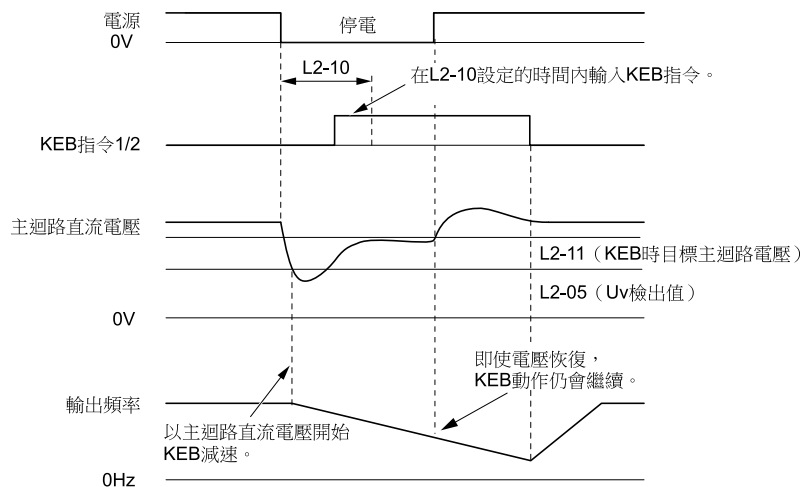 電源
0V
停電
L2-10
在L2-10設定的時間內輸入KEB指令。
KEB指令1/2
主迴路直流電壓
L2-11（KEB時目標主迴路電壓）
L2-05（Uv檢出值）
0V
即使電壓恢復，
KEB動作仍會繼續。
輸出頻率
以主迴路直流電壓開始
KEB減速。
0Hz